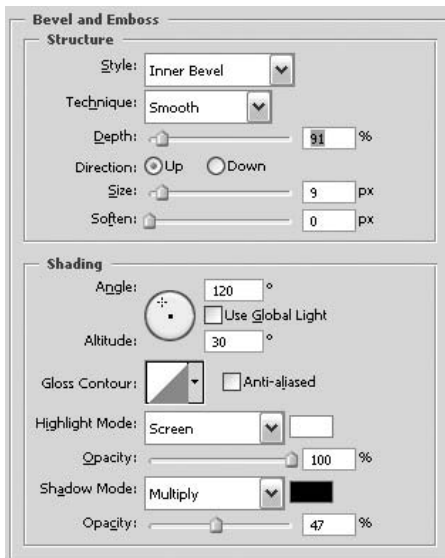 Bevel and Emboss
Structure
Style: Inner Bevel
Technique: Smooth
Depth: 91 %
Direction: Up Down
Size: 9 px
Soften: 0 px
Shading
Angle: 120 °
Use Global Light
Altitude: 30 °
Gloss Contour: Anti-aliased
Highlight Mode: Screen
Opacity: 100 %
Shadow Mode: Multiply
Opacity: 47 %